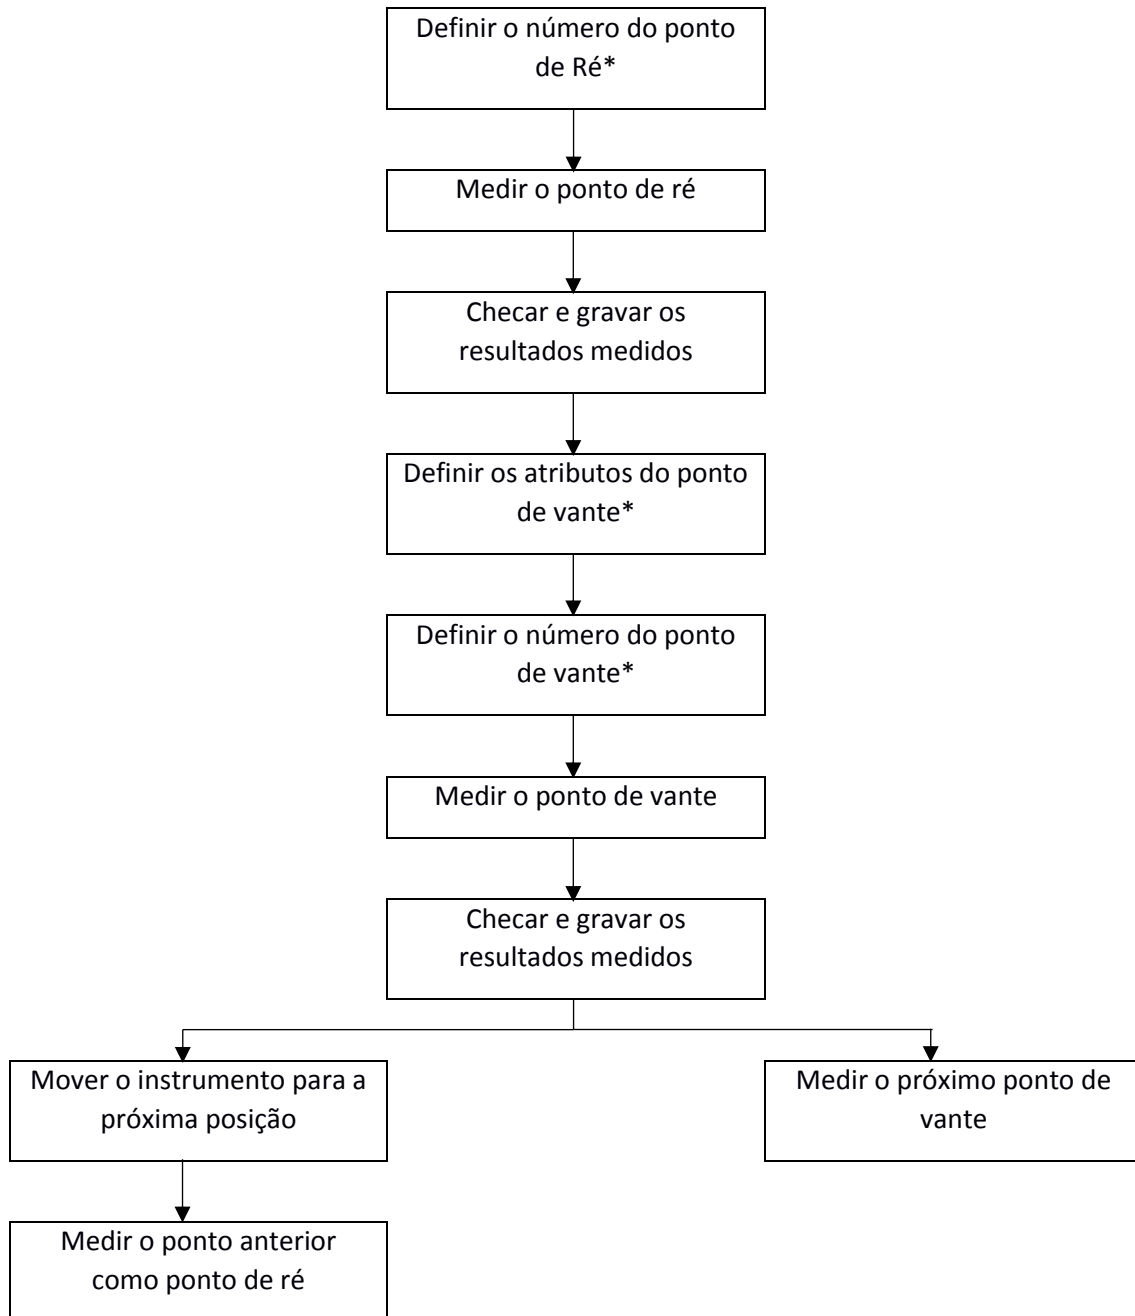 Definir o número do ponto
de Ré*
Medir o ponto de ré
Checar e gravar os
resultados medidos
Definir os atributos do ponto
de vante*
Definir o número do ponto
de vante*
Medir o ponto de vante
Checar e gravar os
resultados medidos
Mover o instrumento para a
próxima posição
Medir o próximo ponto de
vante
Medir o ponto anterior
como ponto de ré